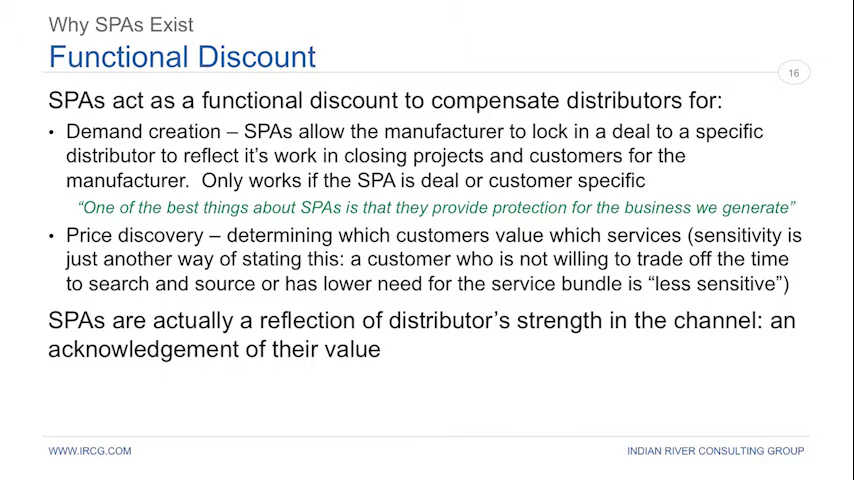 Why SPAs Exist
Functional Discount
16
SPAs act as a functional discount to compensate distributors for:
• Demand creation – SPAs allow the manufacturer to lock in a deal to a specific
distributor to reflect it's work in closing projects and customers for the
manufacturer.  Only works if the SPA is deal or customer specific
“One of the best things about SPAs is that they provide protection for the business we generate”
• Price discovery – determining which customers value which services (sensitivity is
just another way of stating this: a customer who is not willing to trade off the time
to search and source or has lower need for the service bundle is “less sensitive”)
SPAs are actually a reflection of distributor's strength in the channel: an
acknowledgement of their value
WWW.IRCG.COM
INDIAN RIVER CONSULTING GROUP